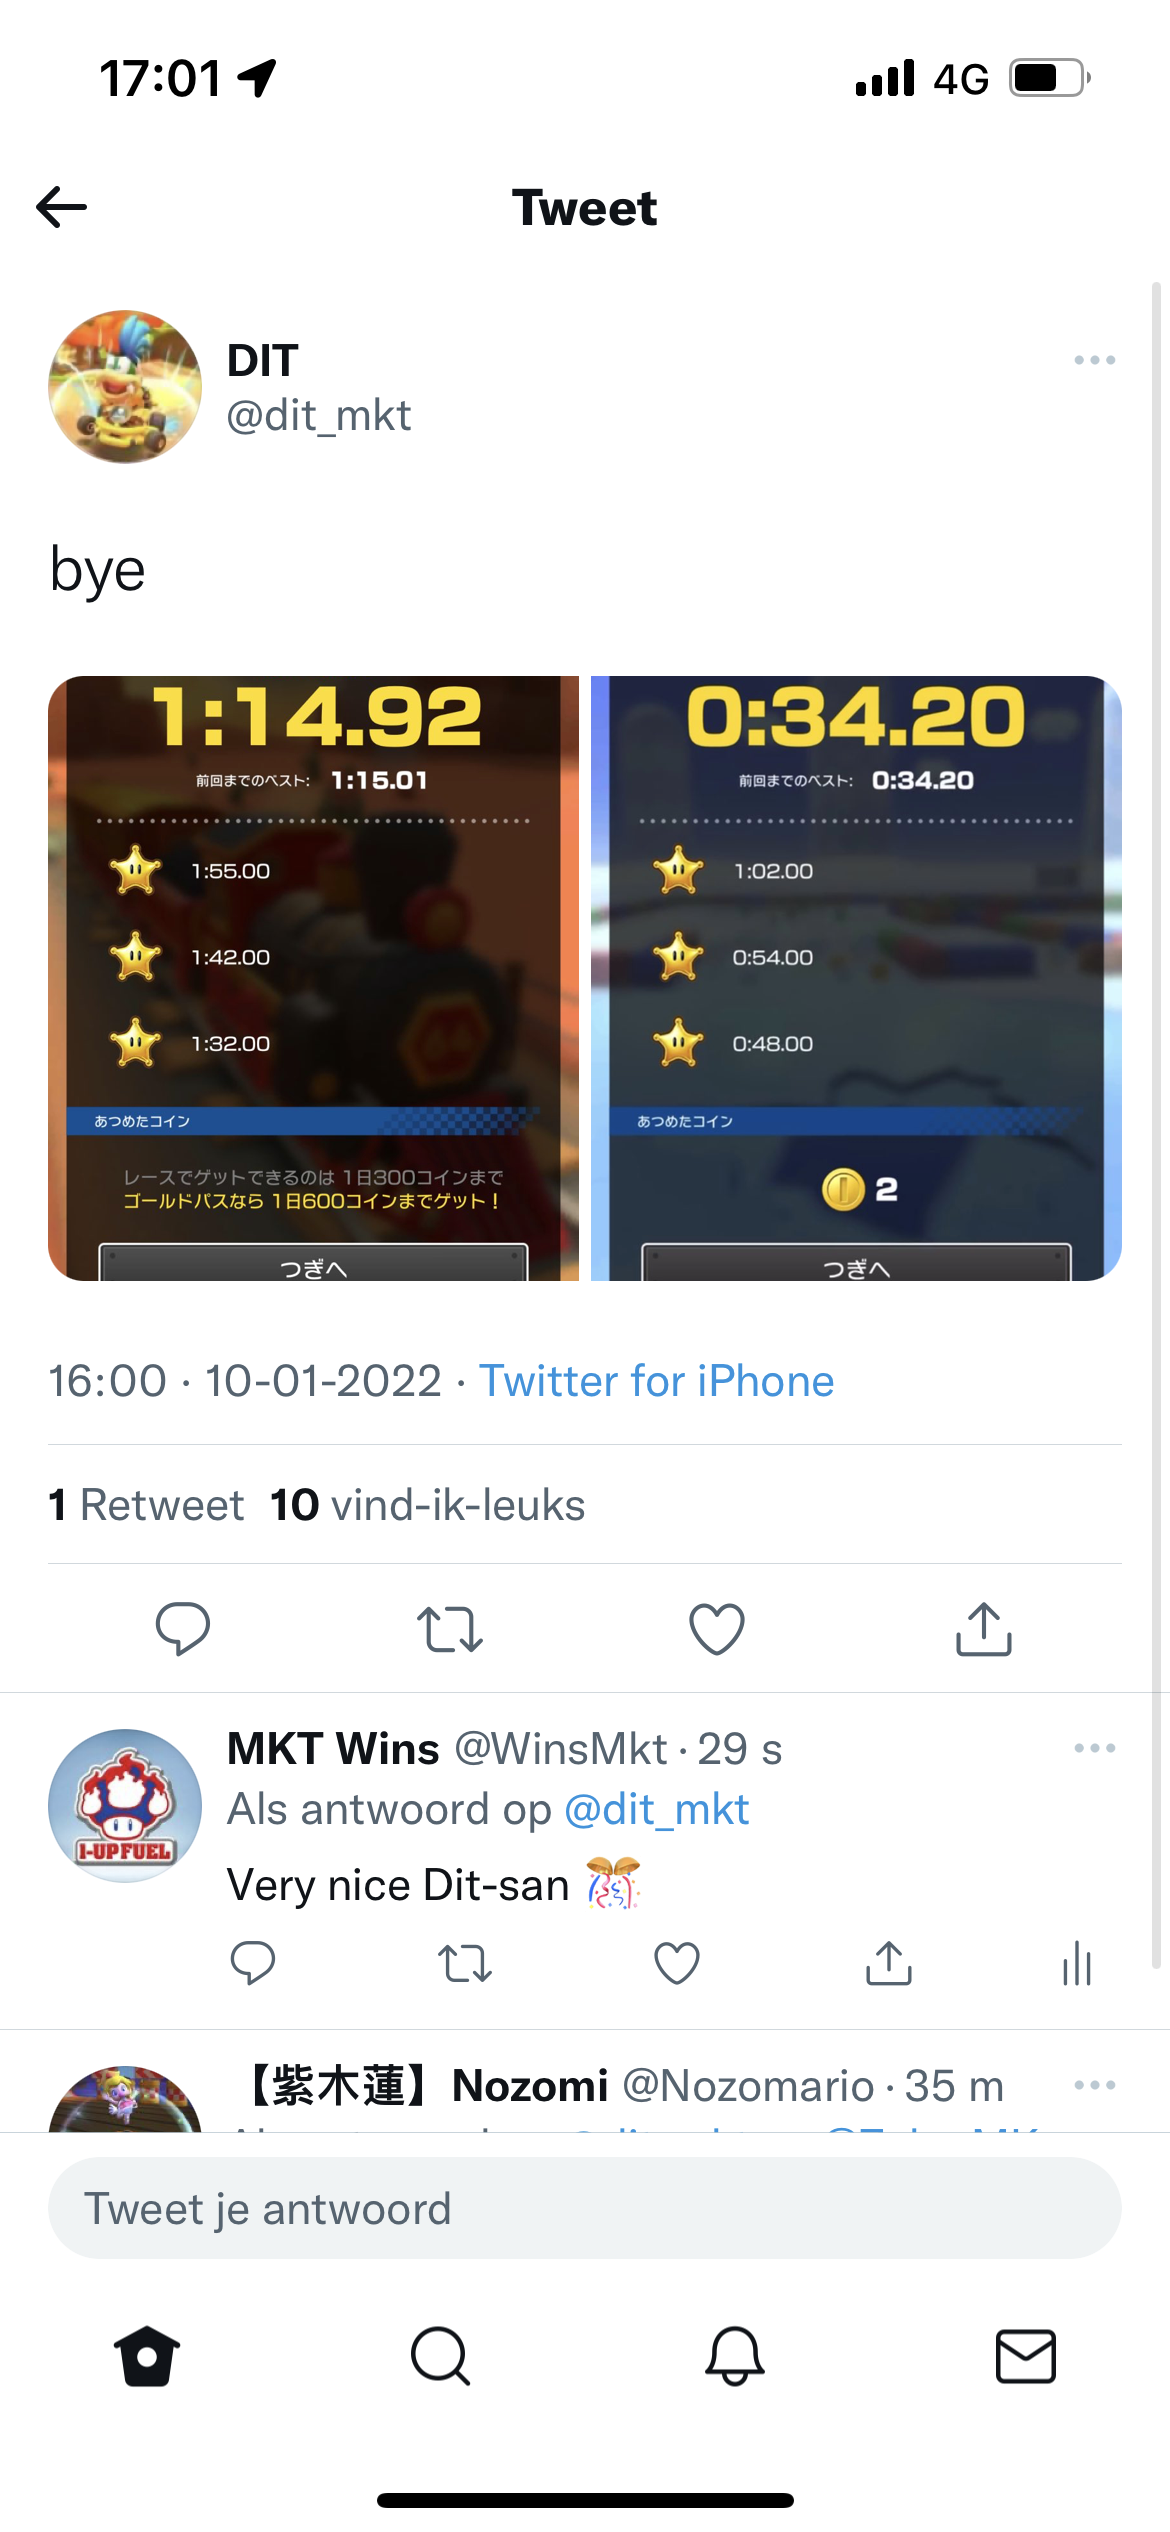 17:01
4G
Tweet
DIT
@dit_mkt
bye
1:14.92
前回までのベスト: 1:15.01
1:55.00
1:42.00
1:32.00
あつめたコイン
レースでゲットできるのは 1日300コインまで
ゴールドパスなら 1日600コインまでゲット！
つぎへ
0:34.20
前回までのベスト: 0:34.20
1:02.00
0:54.00
0:48.00
あつめたコイン
2
つぎへ
16:00 · 10-01-2022 · Twitter for iPhone
1 Retweet 10 vind-ik-leuks
MKT Wins @WinsMkt · 29 s
1-UP FUEL
Als antwoord op @dit_mkt
Very nice Dit-san 🎊
【紫木蓮】Nozomi @Nozomario · 35 m
Tweet je antwoord